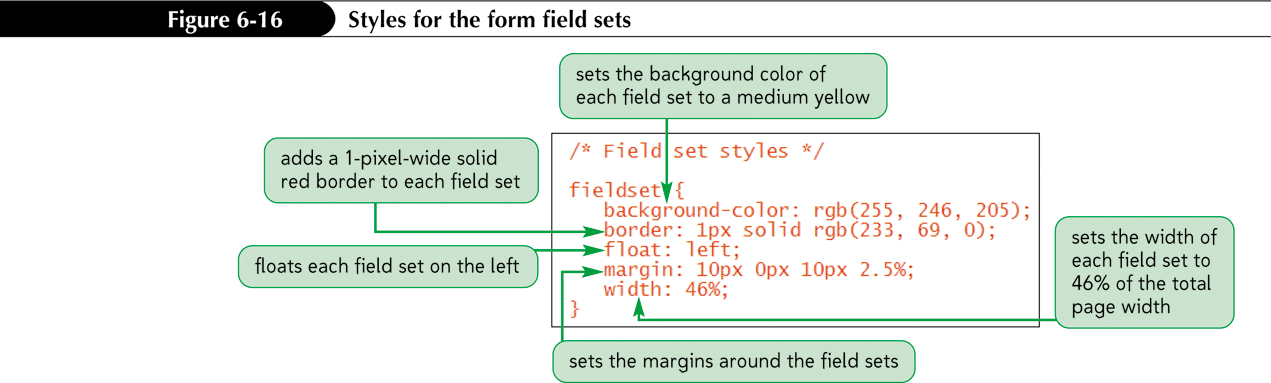 Figure 6-16 Styles for the form field sets
sets the background color of
each field set to a medium yellow
adds a 1-pixel-wide solid
red border to each field set
floats each field set on the left
/* Field set styles */
fieldset {
background-color: rgb(255, 246, 205);
border: 1px solid rgb(233, 69, 0);
float: left;
margin: 10px 0px 10px 2.5%;
width: 46%;
}
sets the width of
each field set to
46% of the total
page width
sets the margins around the field sets